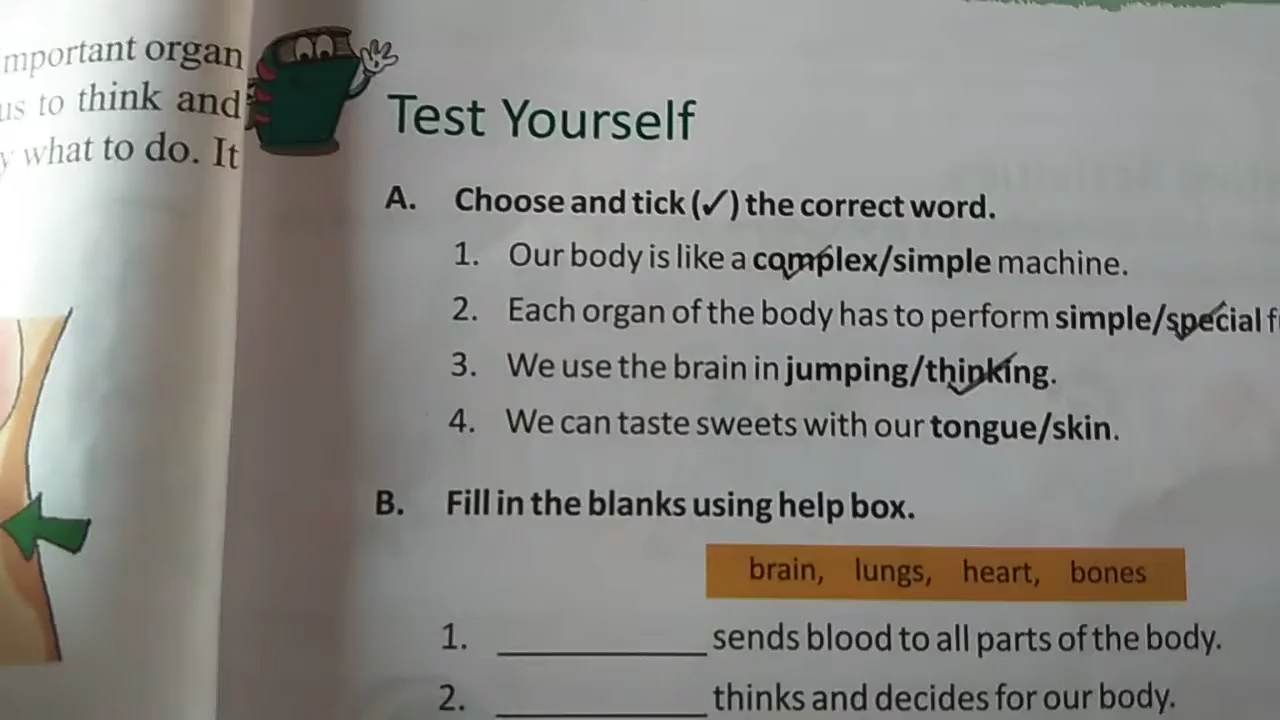 important organ
us to think and
what to do. It
Test Yourself
A. Choose and tick (✓) the correct word.
1. Our body is like a complex/simple machine.
2. Each organ of the body has to perform simple/special
3. We use the brain in jumping/thinking.
4. We can taste sweets with our tongue/skin.
B. Fill in the blanks using help box.
brain, lungs, heart, bones
1. __________ sends blood to all parts of the body.
2. __________ thinks and decides for our body.